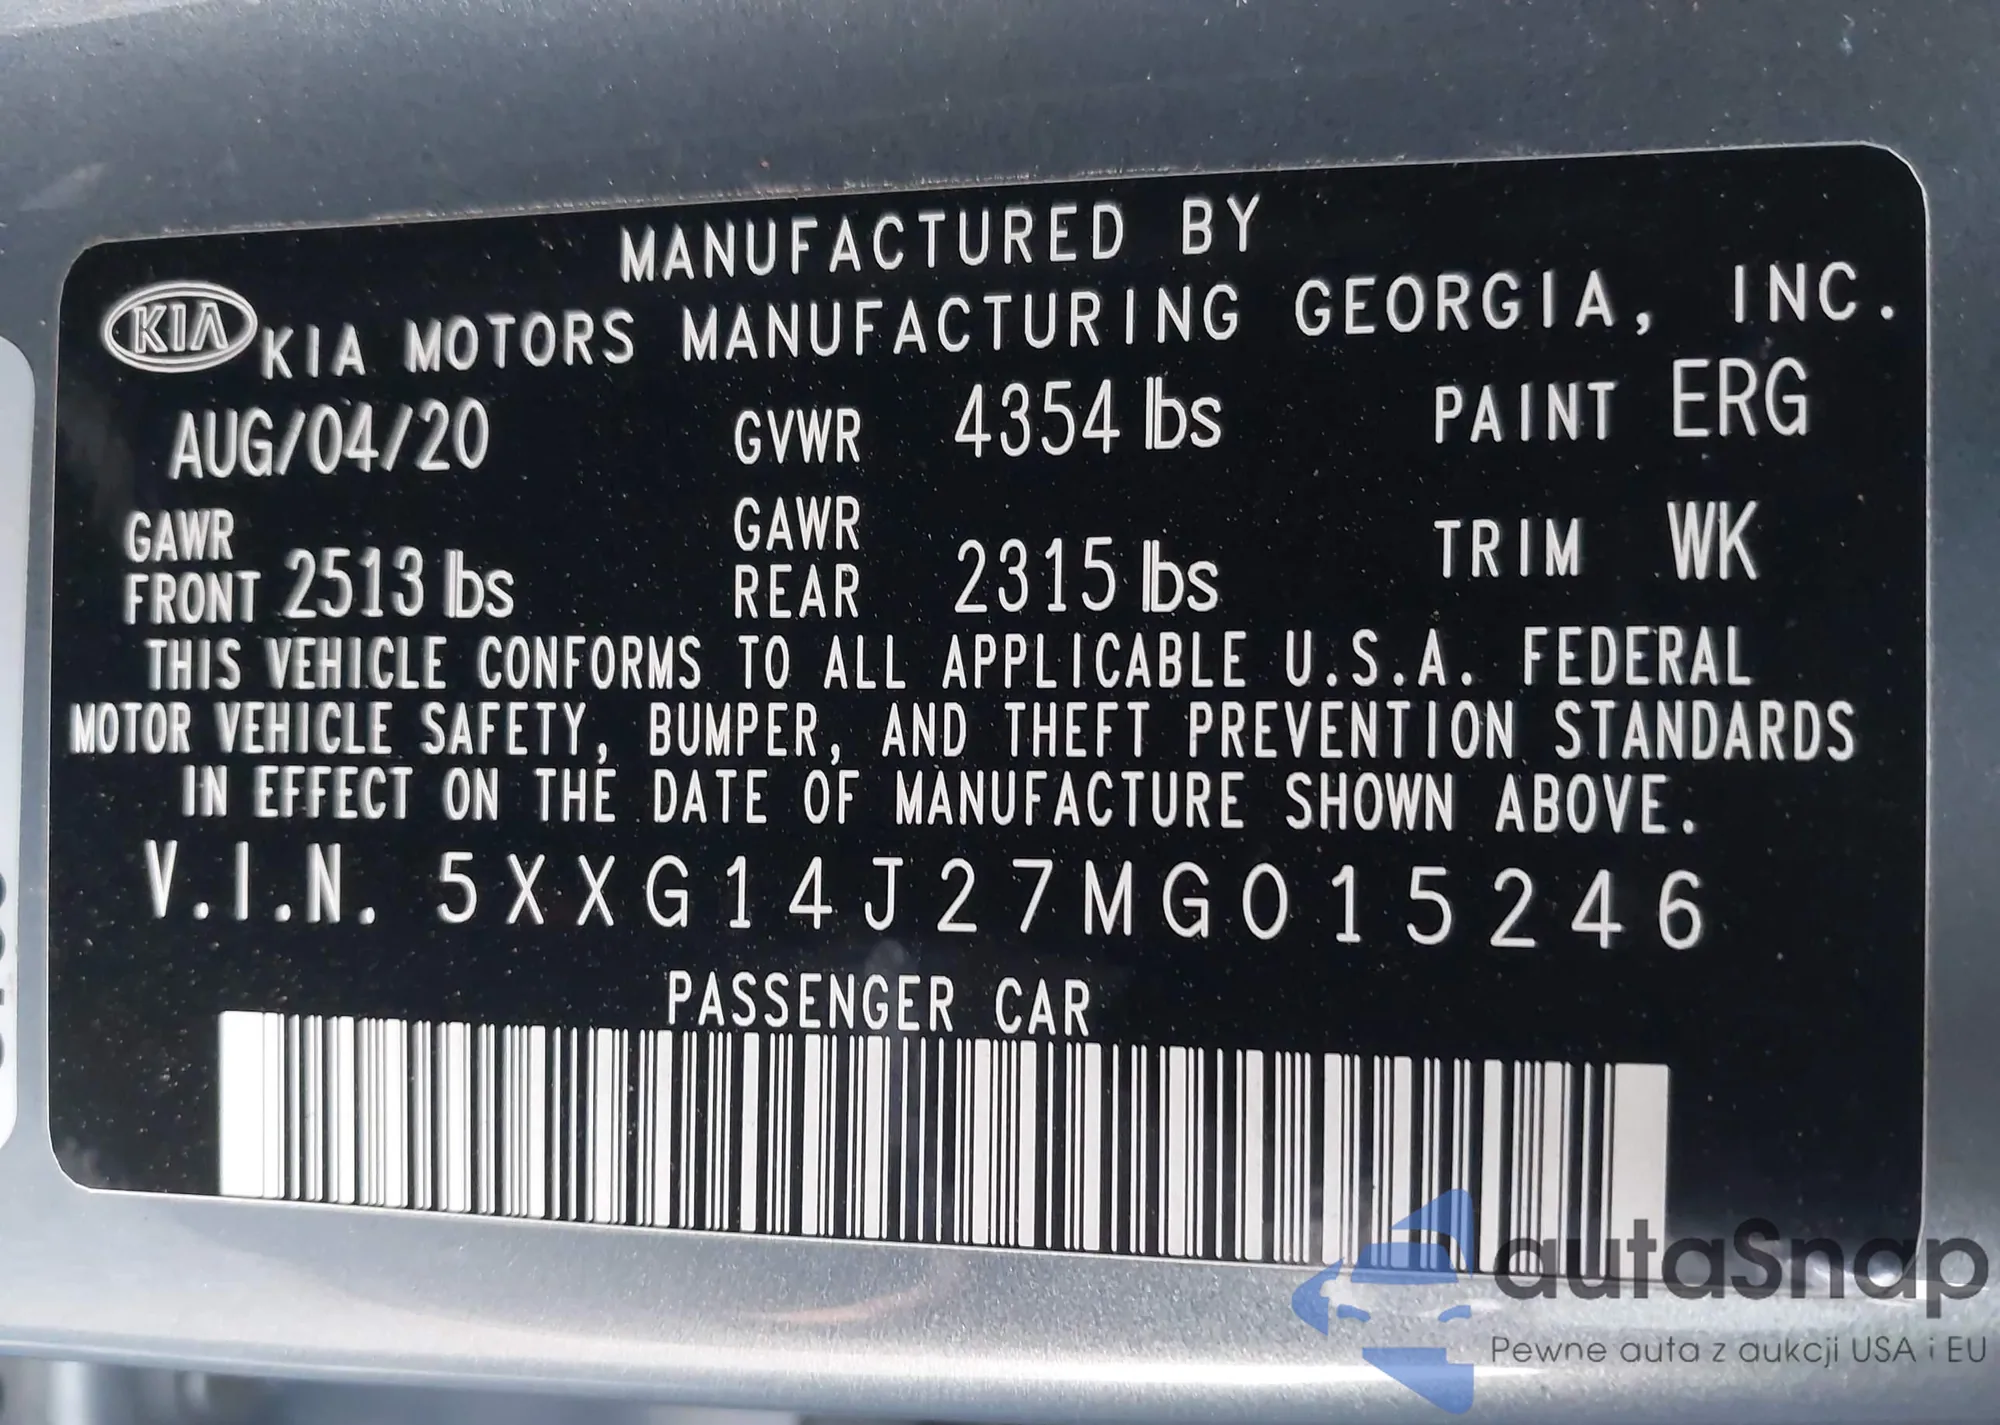 MANUFACTURED BY
KIA KIA MOTORS MANUFACTURING GEORGIA, INC.
AUG/04/20 GVWR 4354 lbs PAINT ERG
GAWR FRONT 2513 lbs GAWR REAR 2315 lbs TRIM WK
THIS VEHICLE CONFORMS TO ALL APPLICABLE U.S.A. FEDERAL
MOTOR VEHICLE SAFETY, BUMPER, AND THEFT PREVENTION STANDARDS
IN EFFECT ON THE DATE OF MANUFACTURE SHOWN ABOVE.
V.I.N. 5XXG14J27MG015246
PASSENGER CAR
autaSnap
Pewne auta z aukcji USA i EU